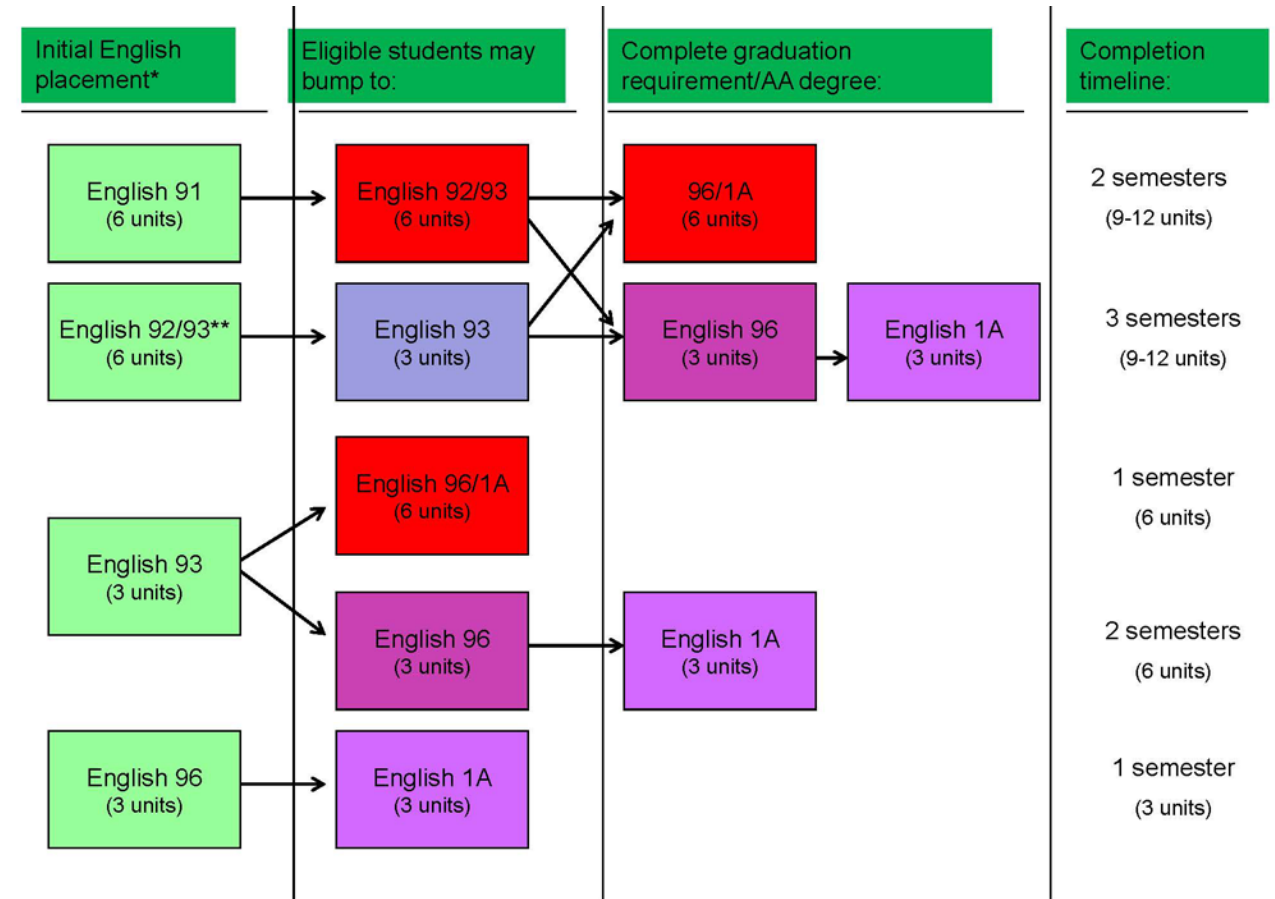 Initial English
placement*
Eligible students may
bump to:
Complete graduation
requirement/AA degree:
Completion
timeline:
English 91
(6 units)
English 92/93
(6 units)
96/1A
(6 units)
2 semesters
(9-12 units)
English 92/93**
(6 units)
English 93
(3 units)
English 96
(3 units)
English 1A
(3 units)
3 semesters
(9-12 units)
English 93
(3 units)
English 96/1A
(6 units)
1 semester
(6 units)
English 96
(3 units)
English 1A
(3 units)
2 semesters
(6 units)
English 96
(3 units)
English 1A
(3 units)
1 semester
(3 units)